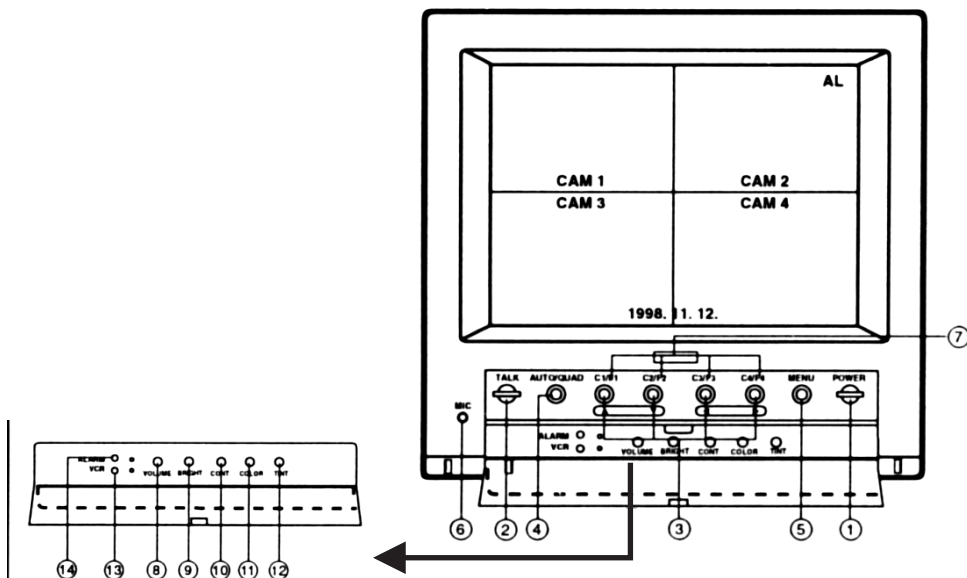 AL
CAM 1 CAM 2
CAM 3 CAM 4
1998. 11. 12.
7
TALK AUTO/QUAD C1/P1 C2/P2 C3/P3 C4/P4 MENU POWER
MIC
ALARM
VCR
VOLUME BRIGHT CONT COLOR TINT
6 2 4 3 5 1
ALARM
VCR
VOLUME BRIGHT CONT COLOR TINT
14 13 8 9 10 11 12